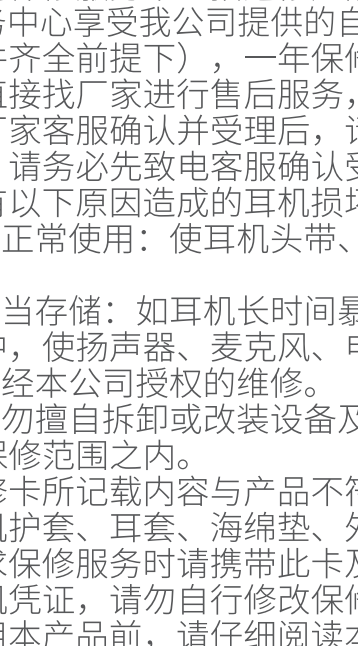 中心享受我公司提供的自
齐全前提下），一年保修
直接找厂家进行售后服务，
厂家客服确认并受理后，请
请务必先致电客服确认受
有以下原因造成的耳机损坏
正常使用：使耳机头带、
当存储：如耳机长时间暴
，使扬声器、麦克风、电
经本公司授权的维修。
勿擅自拆卸或改装设备及
保修范围之内。
修卡所记载内容与产品不符
机护套、耳套、海绵垫、外
求保修服务时请携带此卡及
凭证，请勿自行修改保修
用本产品前，请仔细阅读本